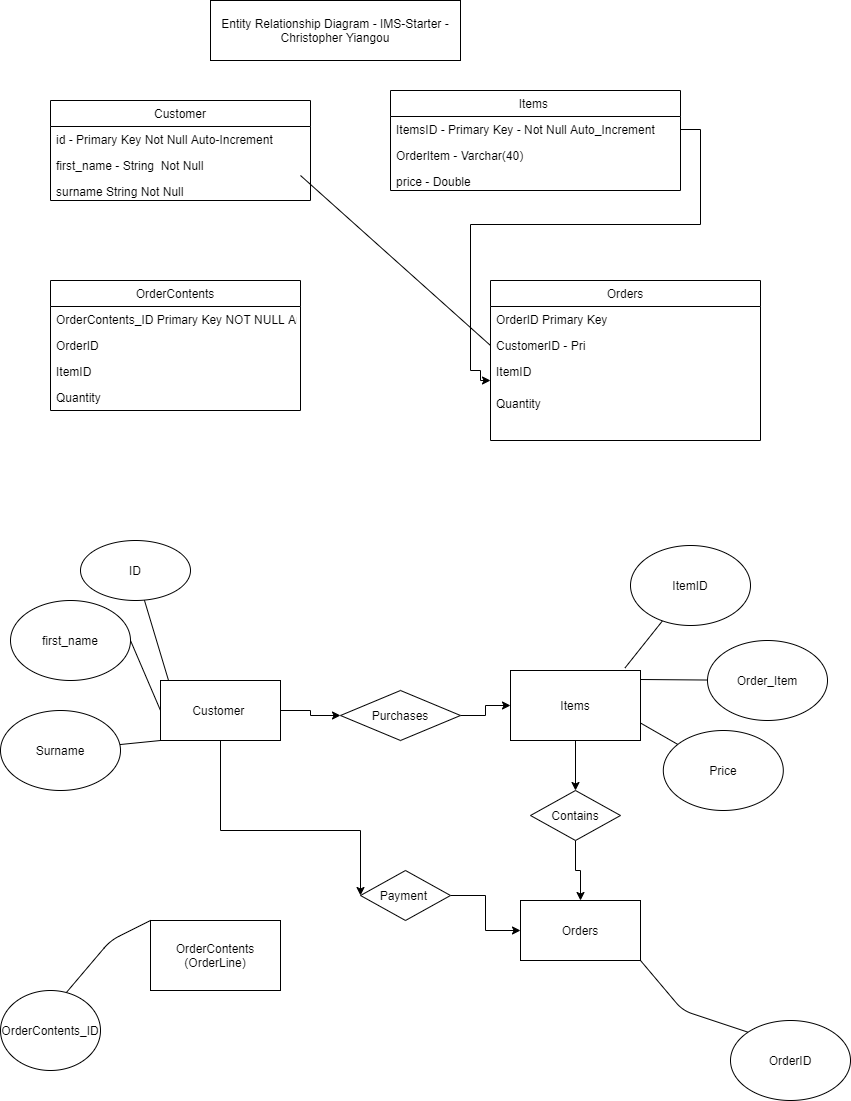 Entity Relationship Diagram - IMS-Starter -
Christopher Yiangou
Customer
id - Primary Key Not Null Auto-Increment
first_name - String  Not Null
surname String Not Null
Items
ItemsID - Primary Key - Not Null Auto_Increment
OrderItem - Varchar(40)
price - Double
OrderContents
OrderContents_ID Primary Key NOT NULL A
OrderID
ItemID
Quantity
Orders
OrderID Primary Key
CustomerID - Pri
ItemID
Quantity
ID
first_name
Surname
Customer
Purchases
Items
ItemID
Order_Item
Price
Contains
Payment
Orders
OrderContents
(OrderLine)
OrderContents_ID
OrderID